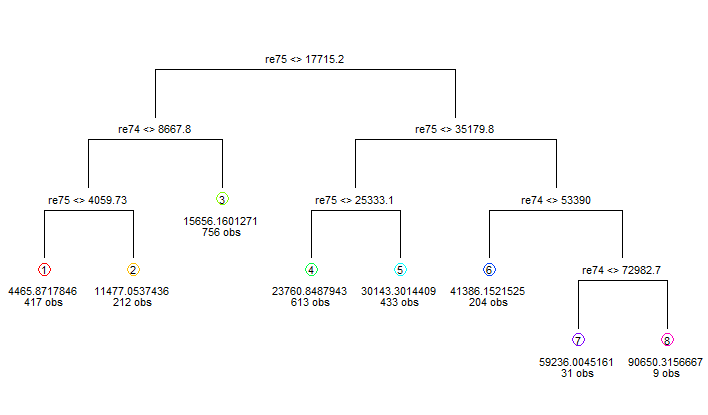 re75 <> 17715.2
re74 <> 8667.8
re75 <> 35179.8
re75 <> 4059.73
3
15656.1601271
756 obs
re75 <> 25333.1
re74 <> 53390
1
4465.8717846
417 obs
2
11477.0537436
212 obs
4
23760.8487943
613 obs
5
30143.3014409
433 obs
6
41386.1521525
204 obs
re74 <> 72982.7
7
59236.0045161
31 obs
8
90650.3156667
9 obs